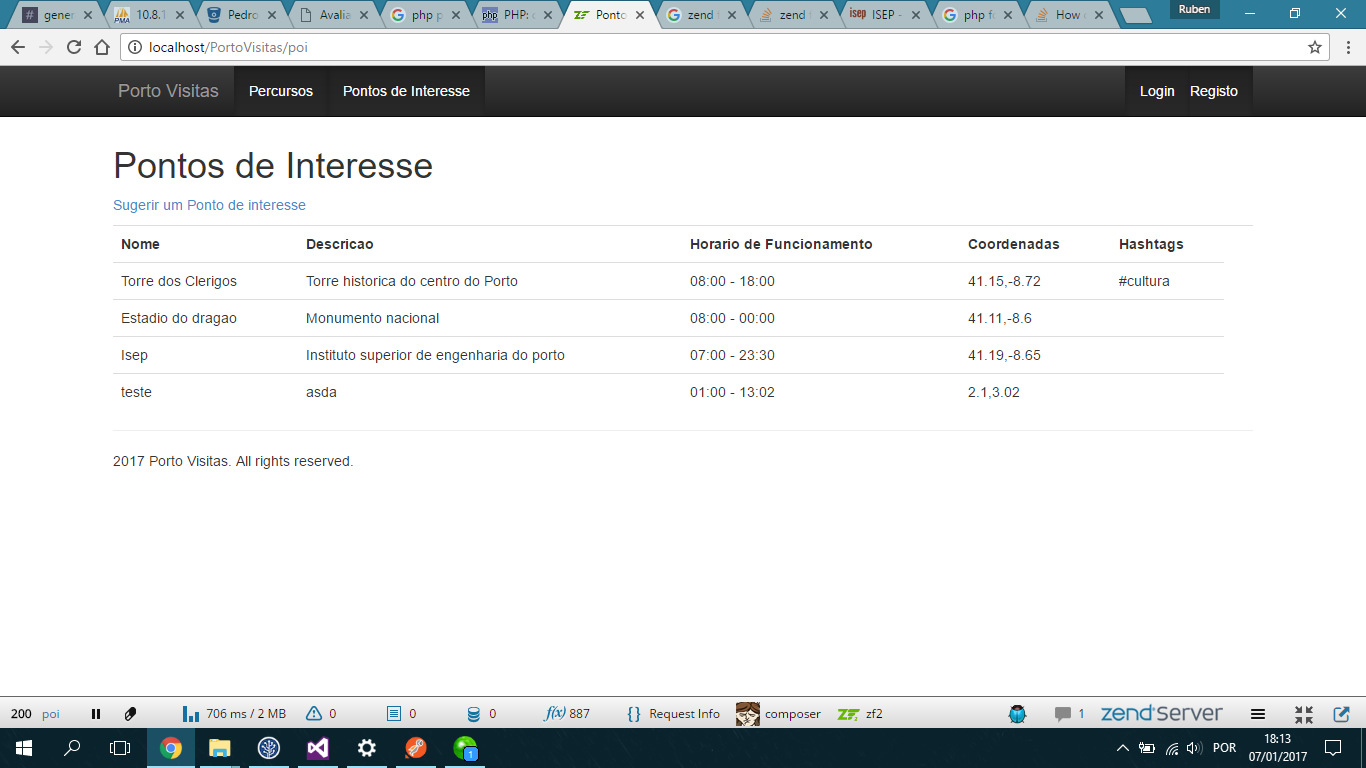 gener
10.8.1
Pedro
Avalia
php p
PHP:
Ponto
zend
zend
ISEP -
php f
How
Ruben
localhost/PortoVisitas/poi
Porto Visitas Percursos Pontos de Interesse Login Registo
Pontos de Interesse
Sugerir um Ponto de interesse
Nome Descricao Horario de Funcionamento Coordenadas Hashtags
Torre dos Clerigos Torre historica do centro do Porto 08:00 - 18:00 41.15,-8.72 #cultura
Estadio do dragao Monumento nacional 08:00 - 00:00 41.11,-8.6
Isep Instituto superior de engenharia do porto 07:00 - 23:30 41.19,-8.65
teste asda 01:00 - 13:02 2.1,3.02
2017 Porto Visitas. All rights reserved.
200 poi 706 ms / 2 MB 0 0 0 f(x) 887 {} Request Info composer zf2 1 zend Server
1 POR 18:13
07/01/2017